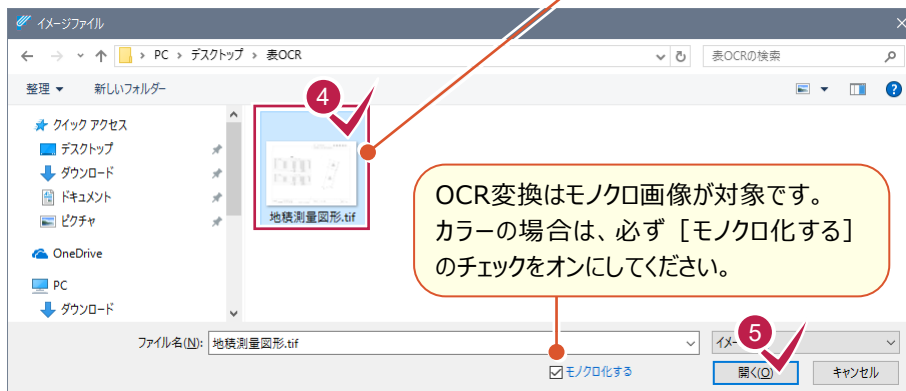 イメージファイル
PC › デスクトップ › 表OCR
表OCRの検索
整理
新しいフォルダー
4
クイック アクセス
デスクトップ
ダウンロード
ドキュメント
ピクチャ
OneDrive
PC
ダウンロード
地積測量図形.tif
OCR変換はモノクロ画像が対象です。
カラーの場合は、必ず［モノクロ化する］
のチェックをオンにしてください。
5
ファイル名(N): 地積測量図形.tif
モノクロ化する
開く(O)
キャンセル